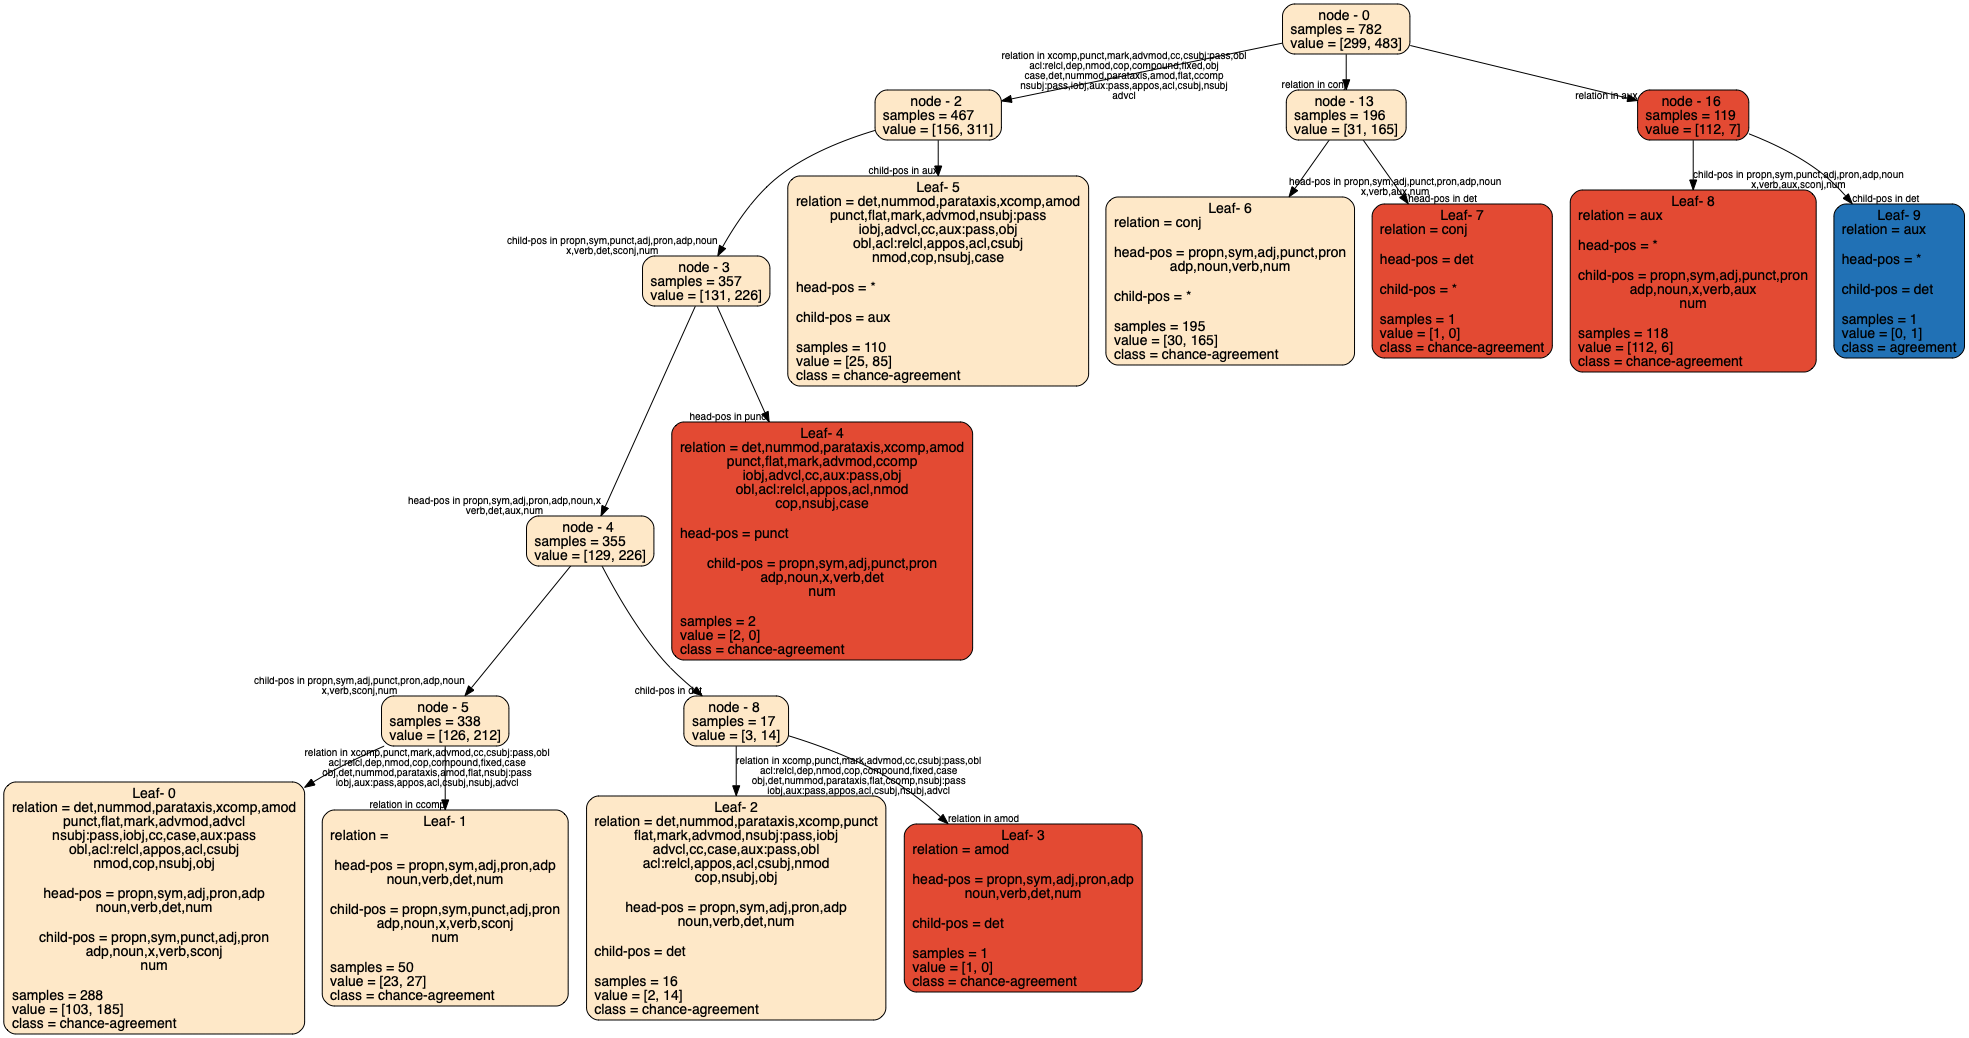 node - 0
samples = 782
value = [299, 483]
relation in xcomp,punct,mark,advmod,cc,csubj:pass,obl
acl:relcl,dep,nmod,cop,compound,fixed,obj
case,det,nummod,parataxis,amod,flat,ccomp
nsubj:pass,iobj,aux:pass,appos,acl,csubj,nsubj
advcl
relation in conj
relation in aux
node - 2
samples = 467
value = [156, 311]
node - 13
samples = 196
value = [31, 165]
node - 16
samples = 119
value = [112, 7]
child-pos in propn,sym,punct,adj,pron,adp,noun
x,verb,det,sconj,num
child-pos in aux
head-pos in propn,sym,adj,punct,pron,adp,noun
x,verb,aux,num
head-pos in det
child-pos in propn,sym,punct,adj,pron,adp,noun
x,verb,aux,sconj,num
child-pos in det
node - 3
samples = 357
value = [131, 226]
Leaf- 5
relation = det,nummod,parataxis,xcomp,amod
punct,flat,mark,advmod,nsubj:pass
iobj,advcl,cc,aux:pass,obj
obl,acl:relcl,appos,acl,csubj
nmod,cop,nsubj,case
head-pos = *
child-pos = aux
samples = 110
value = [25, 85]
class = chance-agreement
Leaf- 6
relation = conj
head-pos = propn,sym,adj,punct,pron
adp,noun,verb,num
child-pos = *
samples = 195
value = [30, 165]
class = chance-agreement
Leaf- 7
relation = conj
head-pos = det
child-pos = *
samples = 1
value = [1, 0]
class = chance-agreement
Leaf- 8
relation = aux
head-pos = *
child-pos = propn,sym,adj,punct,pron
adp,noun,x,verb,aux
num
samples = 118
value = [112, 6]
class = chance-agreement
Leaf- 9
relation = aux
head-pos = *
child-pos = det
samples = 1
value = [0, 1]
class = agreement
head-pos in propn,sym,adj,pron,adp,noun,x
verb,det,aux,num
head-pos in punct
node - 4
samples = 355
value = [129, 226]
Leaf- 4
relation = det,nummod,parataxis,xcomp,amod
punct,flat,mark,advmod,ccomp
iobj,advcl,cc,aux:pass,obj
obl,acl:relcl,appos,acl,nmod
cop,nsubj,case
head-pos = punct
child-pos = propn,sym,adj,punct,pron
adp,noun,x,verb,det
num
samples = 2
value = [2, 0]
class = chance-agreement
child-pos in propn,sym,adj,punct,pron,adp,noun
x,verb,sconj,num
child-pos in det
node - 5
samples = 338
value = [126, 212]
node - 8
samples = 17
value = [3, 14]
relation in xcomp,punct,mark,advmod,cc,csubj:pass,obl
acl:relcl,dep,nmod,cop,compound,fixed,case
obj,det,nummod,parataxis,amod,flat,nsubj:pass
iobj,aux:pass,appos,acl,csubj,nsubj,advcl
relation in ccomp
relation in xcomp,punct,mark,advmod,cc,csubj:pass,obl
acl:relcl,dep,nmod,cop,compound,fixed,case
obj,det,nummod,parataxis,flat,ccomp,nsubj:pass
iobj,aux:pass,appos,acl,csubj,nsubj,advcl
relation in amod
Leaf- 0
relation = det,nummod,parataxis,xcomp,amod
punct,flat,mark,advmod,advcl
nsubj:pass,iobj,cc,case,aux:pass
obl,acl:relcl,appos,acl,csubj
nmod,cop,nsubj,obj
head-pos = propn,sym,adj,pron,adp
noun,verb,det,num
child-pos = propn,sym,punct,adj,pron
adp,noun,x,verb,sconj
num
samples = 288
value = [103, 185]
class = chance-agreement
Leaf- 1
relation =
head-pos = propn,sym,adj,pron,adp
noun,verb,det,num
child-pos = propn,sym,punct,adj,pron
adp,noun,x,verb,sconj
num
samples = 50
value = [23, 27]
class = chance-agreement
Leaf- 2
relation = det,nummod,parataxis,xcomp,punct
flat,mark,advmod,nsubj:pass,iobj
advcl,cc,case,aux:pass,obl
acl:relcl,appos,acl,csubj,nmod
cop,nsubj,obj
head-pos = propn,sym,adj,pron,adp
noun,verb,det,num
child-pos = det
samples = 16
value = [2, 14]
class = chance-agreement
Leaf- 3
relation = amod
head-pos = propn,sym,adj,pron,adp
noun,verb,det,num
child-pos = det
samples = 1
value = [1, 0]
class = chance-agreement